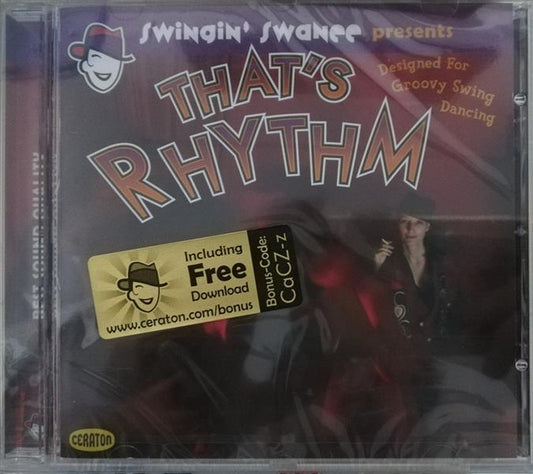 Swingin' Swanee presents
THAT'S
RHYTHM
Designed For
Groovy Swing
Dancing
BEST SOUND QUALITY
Including
Free
Download
www.ceraton.com/bonus
Bonus-Code:
CaCZ-z
CERATON